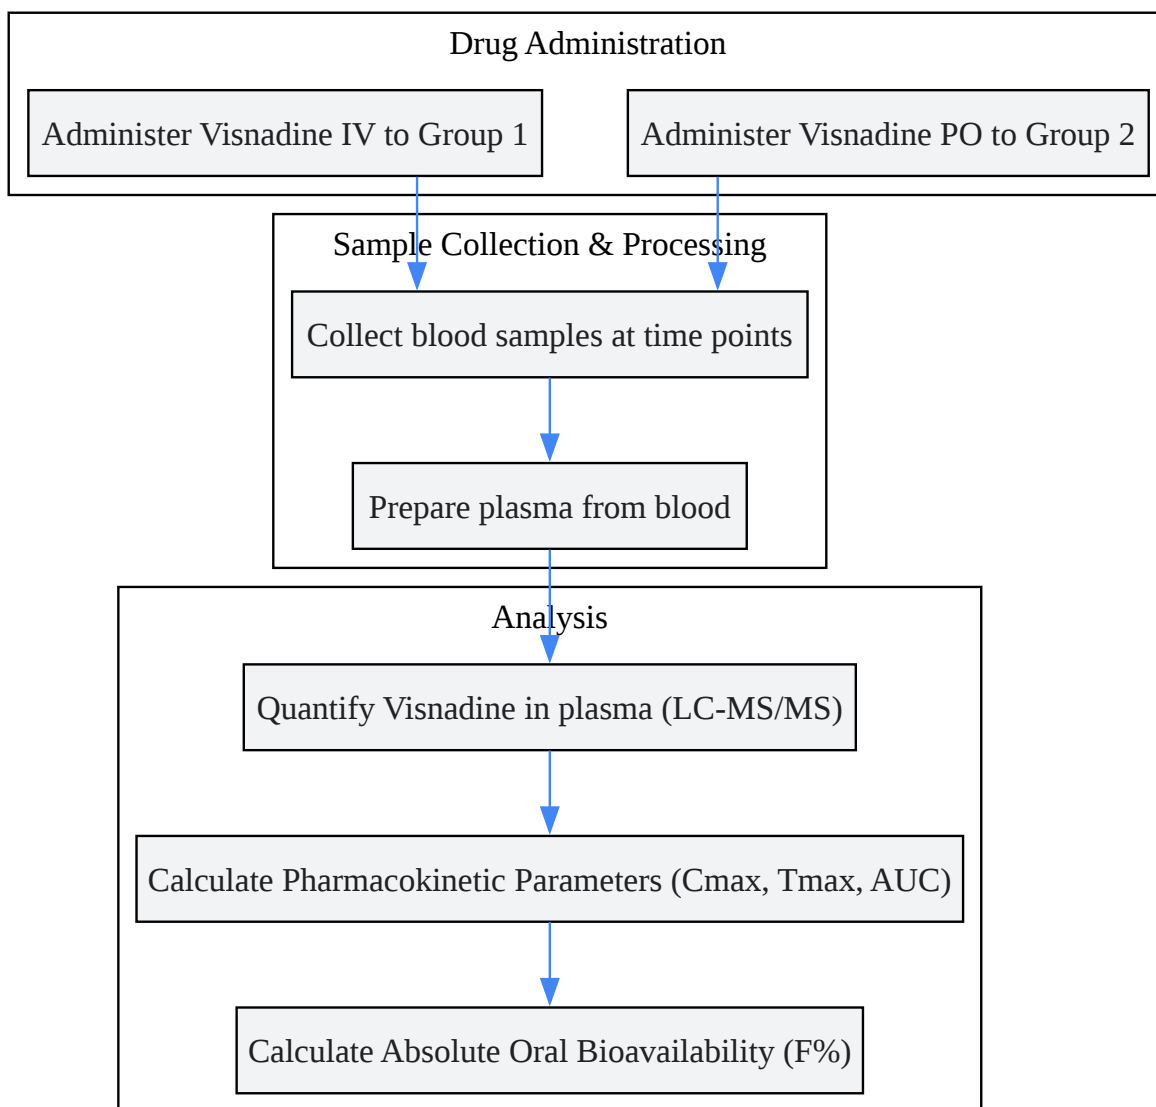 Drug Administration
Administer Visnadine IV to Group 1
Administer Visnadine PO to Group 2
Sample Collection & Processing
Collect blood samples at time points
Prepare plasma from blood
Analysis
Quantify Visnadine in plasma (LC-MS/MS)
Calculate Pharmacokinetic Parameters (Cmax, Tmax, AUC)
Calculate Absolute Oral Bioavailability (F%)